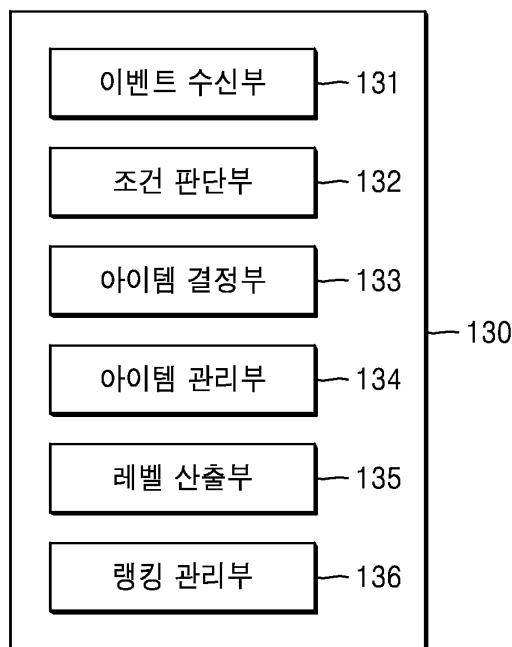 이벤트 수신부 131
조건 판단부 132
아이템 결정부 133
130
아이템 관리부 134
레벨 산출부 135
랭킹 관리부 136